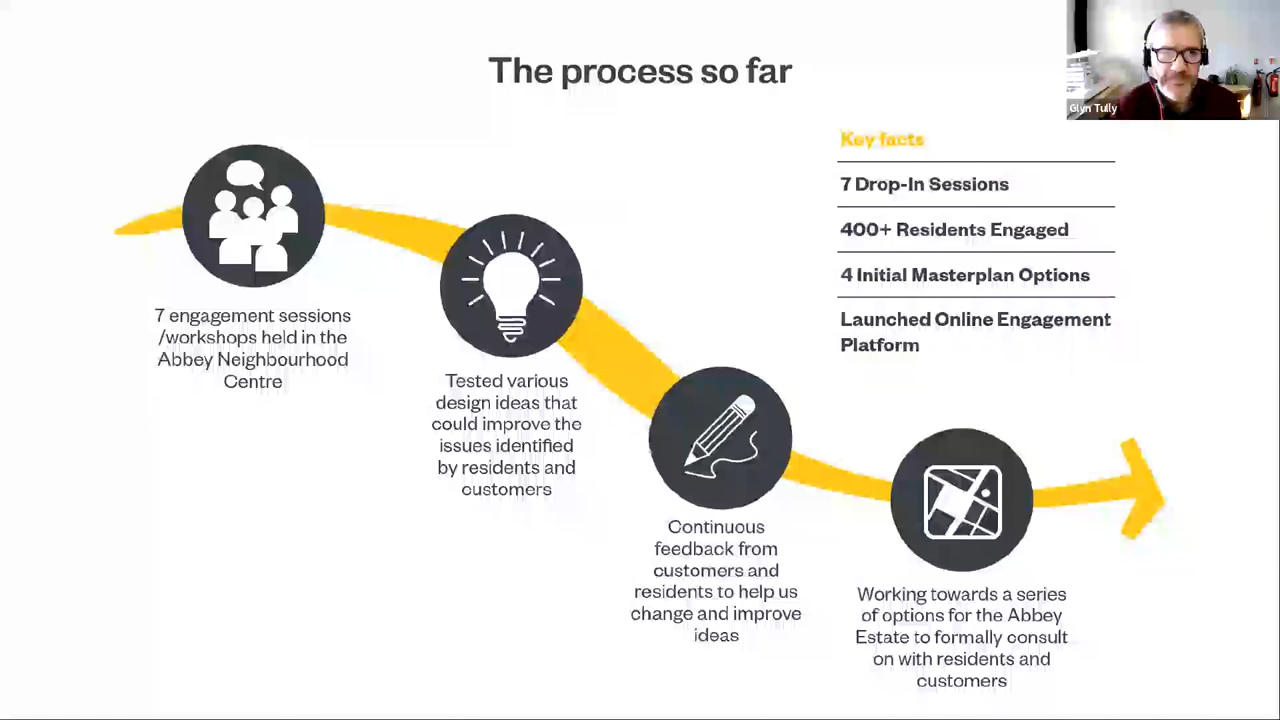 The process so far
Glyn Tully
Key facts
7 Drop-In Sessions
400+ Residents Engaged
4 Initial Masterplan Options
Launched Online Engagement
Platform
7 engagement sessions
/workshops held in the
Abbey Neighbourhood
Centre
Tested various
design ideas that
could improve the
issues identified
by residents and
customers
Continuous
feedback from
customers and
residents to help us
change and improve
ideas
Working towards a series
of options for the Abbey
Estate to formally consult
on with residents and
customers